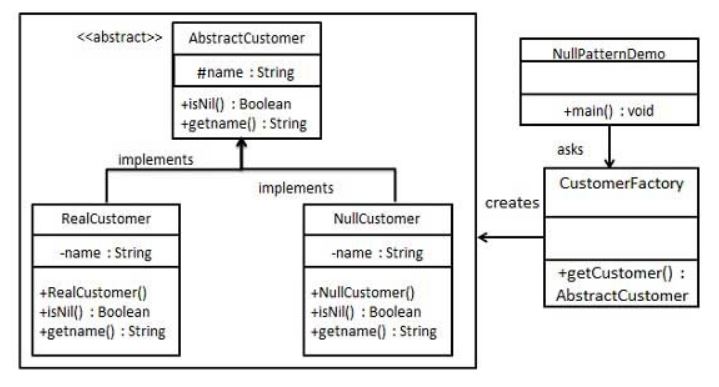 <<abstract>>
AbstractCustomer
#name : String
+isNil() : Boolean
+getname() : String
implements
implements
RealCustomer
-name : String
+RealCustomer()
+isNil() : Boolean
+getname() : String
NullCustomer
-name : String
+NullCustomer()
+isNil() : Boolean
+getname() : String
NullPatternDemo
+main() : void
asks
CustomerFactory
+getCustomer() :
AbstractCustomer
creates